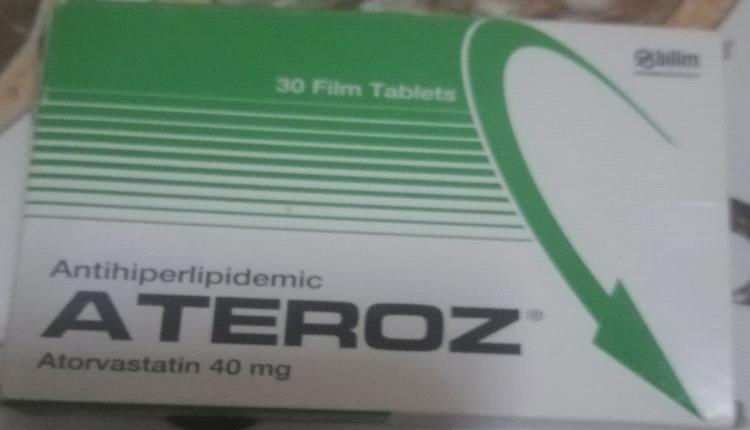 bilim
30 Film Tablets
Antihiperlipidemic
ATEROZ®
Atorvastatin 40 mg